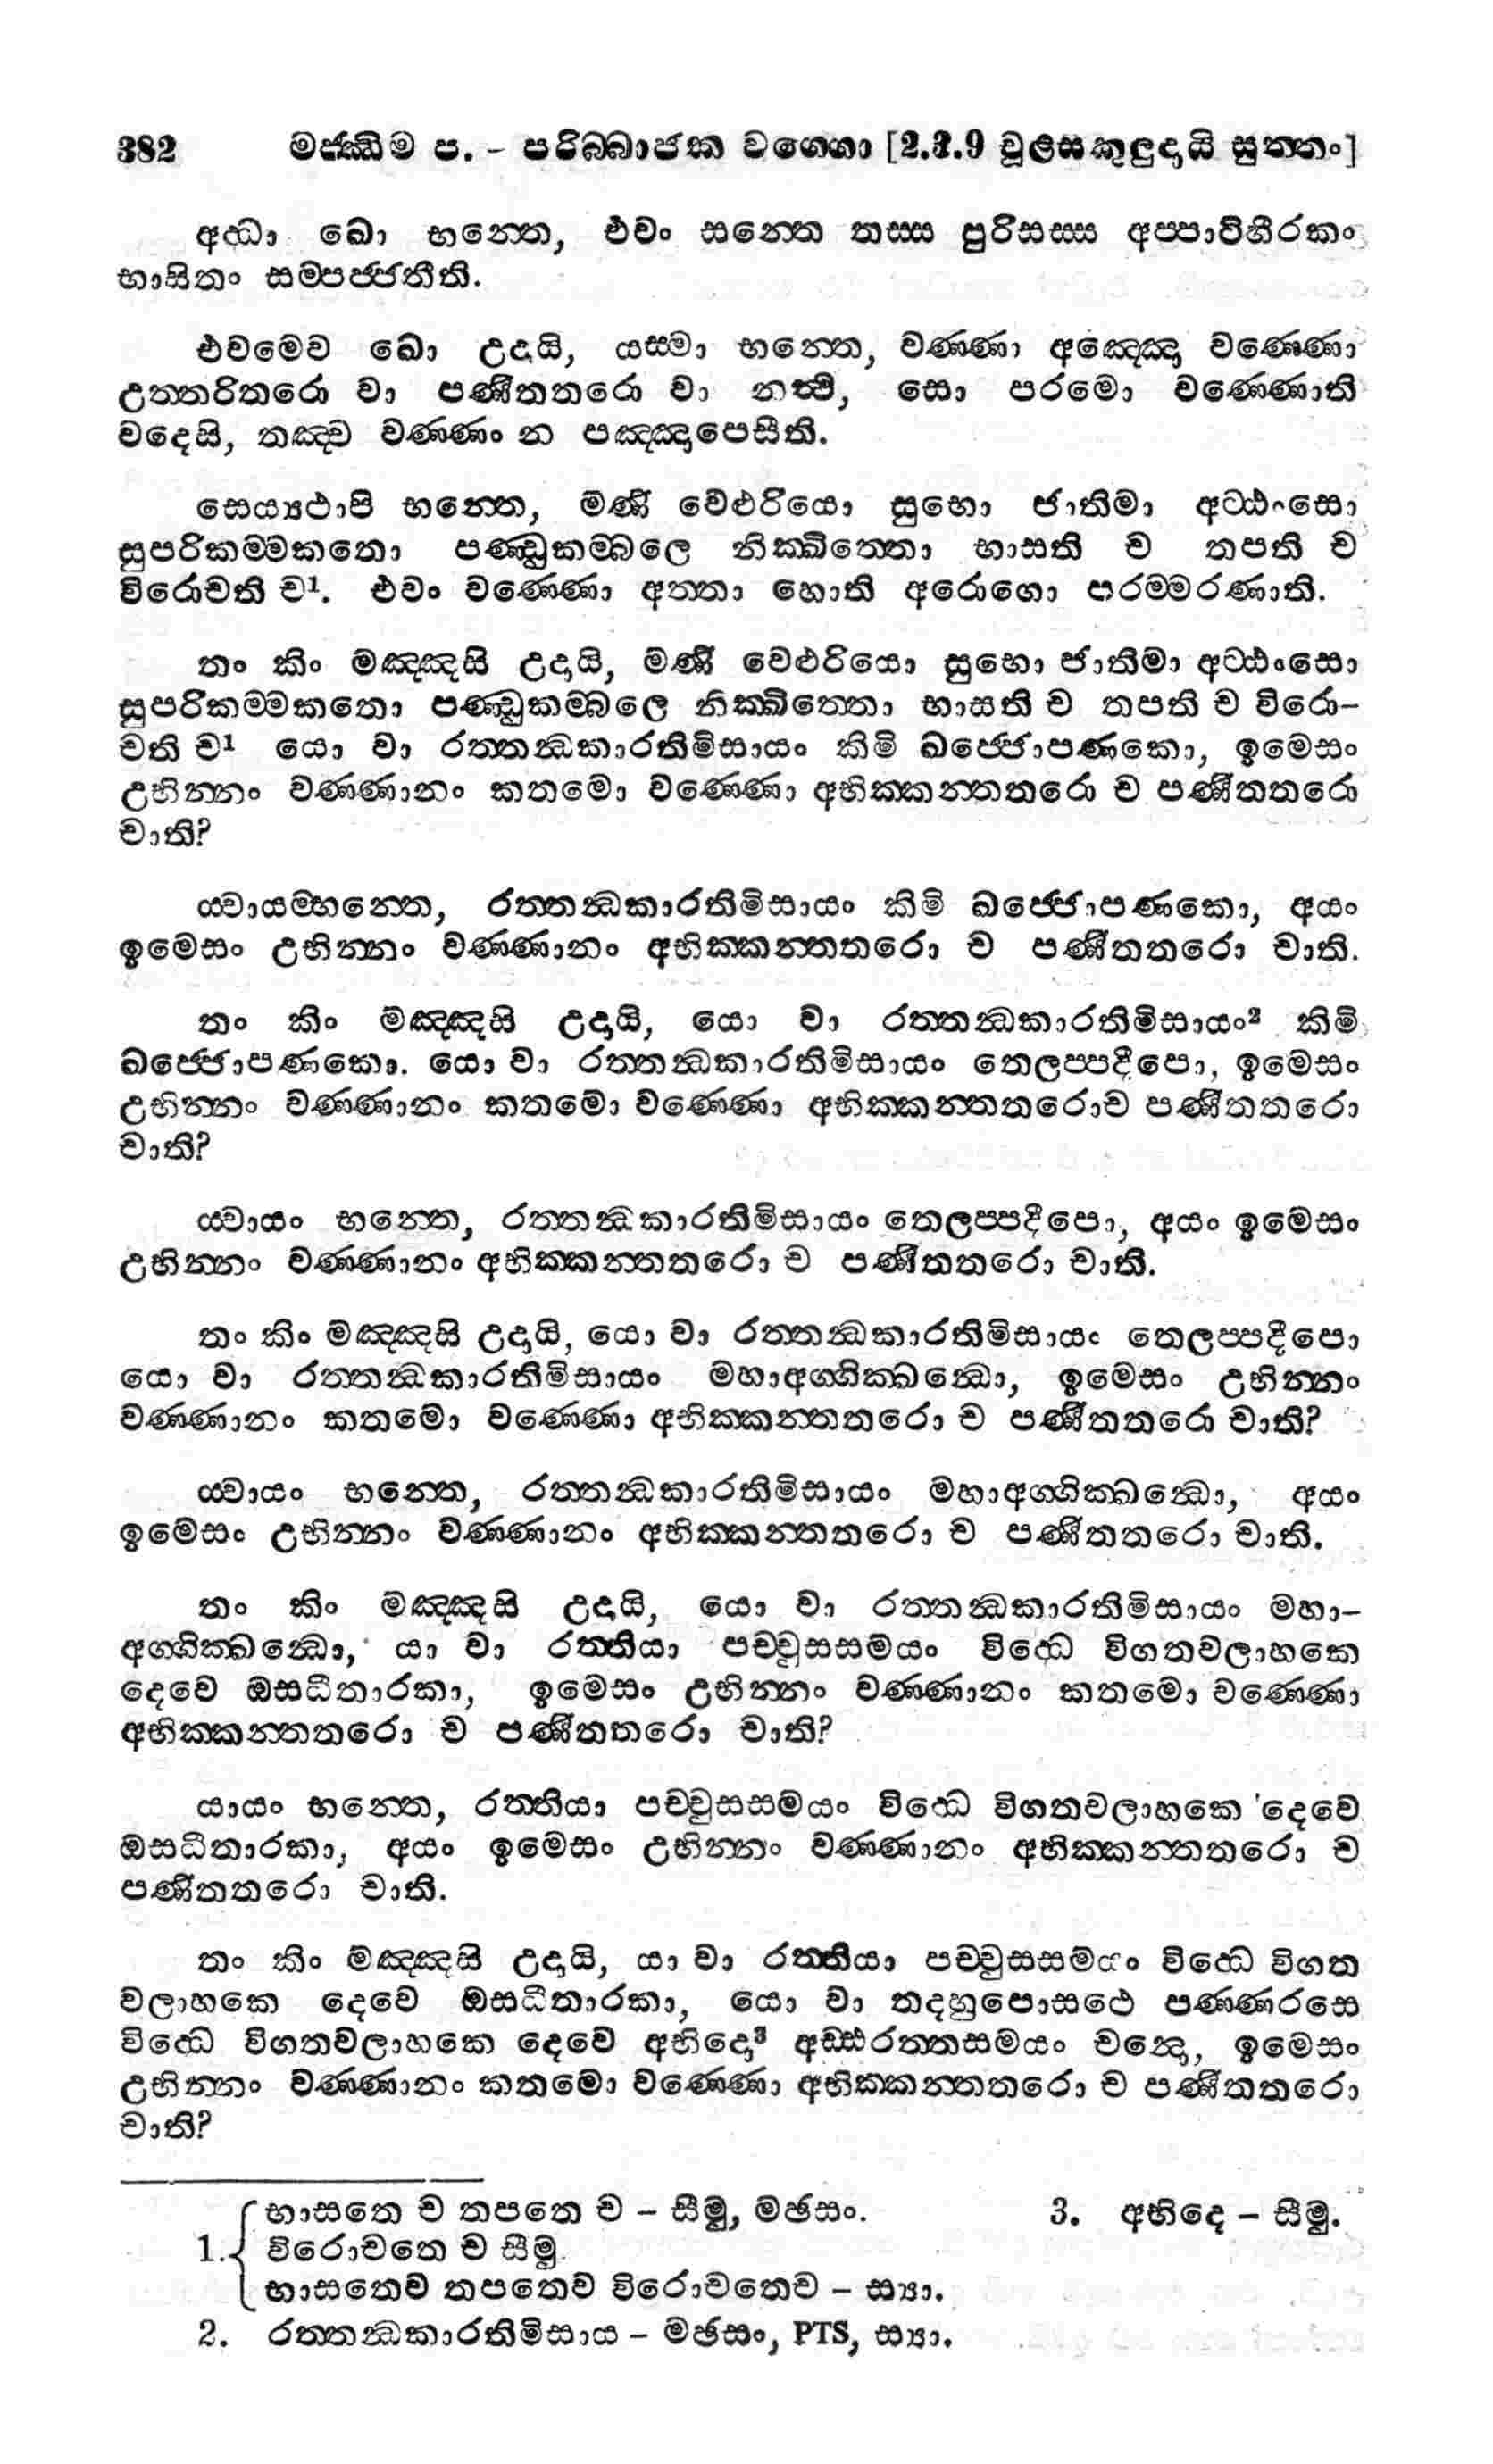 382 මජ්ඣිම ප. - පරිබ්බාජක වග්ගො [2.3.9 චූළසකුලුදායි සුත්තං]
අද්ධා ඛො භන්තෙ, එවං සන්තෙ තස්ස පුරිසස්ස අප්පාටිහීරකං
භාසිතං සම්පජ්ජතීති.
එවමෙව ඛො උදායි, යස්මා භන්තෙ, වණ්ණා අඤ්ඤො වණ්ණො
උත්තරිතරො වා පණීතතරො වා නත්ථි, සො පරමො වණ්ණොති
වදෙසි, තඤ්ච වණ්ණං න පඤ්ඤාපෙසීති.
සෙය්‍යථාපි භන්තෙ, මණි වෙළුරියො සුභො ජාතිමා අට්ඨංසො
සුපරිකම්මකතො පණ්ඩුකම්බලෙ නික්ඛිත්තො භාසති ච තපති ච
විරොචති ච¹. එවං වණ්ණො අත්තා හොති අරොගො පරම්මරණාති.
තං කිං මඤ්ඤසි උදායි, මණි වෙළුරියො සුභො ජාතිමා අට්ඨංසො
සුපරිකම්මකතො පණ්ඩුකම්බලෙ නික්ඛිත්තො භාසති ච තපති ච විරො-
චති ච¹ යො වා රත්තන්ධකාරතිමිසායං කිමි ඛජ්ජොපණකො, ඉමෙසං
උභින්නං වණ්ණානං කතමො වණ්ණො අභික්කන්තතරො ච පණීතතරො
චාති?
ය්වායම්භන්තෙ, රත්තන්ධකාරතිමිසායං කිමි ඛජ්ජොපණකො, අයං
ඉමෙසං උභින්නං වණ්ණානං අභික්කන්තතරො ච පණීතතරො චාති.
තං කිං මඤ්ඤසි උදායි, යො වා රත්තන්ධකාරතිමිසායං² කිමි
ඛජ්ජොපණකො. යො වා රත්තන්ධකාරතිමිසායං තෙලප්පදීපො, ඉමෙසං
උභින්නං වණ්ණානං කතමො වණ්ණො අභික්කන්තතරොච පණීතතරො
චාති?
ය්වායං භන්තෙ, රත්තන්ධකාරතිමිසායං තෙලප්පදීපො, අයං ඉමෙසං
උභින්නං වණ්ණානං අභික්කන්තතරො ච පණීතතරො චාති.
තං කිං මඤ්ඤසි උදායි, යො වා රත්තන්ධකාරතිමිසායං තෙලප්පදීපො
යො වා රත්තන්ධකාරතිමිසායං මහාඅග්ගික්ඛන්ධො, ඉමෙසං උභින්නං
වණ්ණානං කතමො වණ්ණො අභික්කන්තතරො ච පණීතතරො චාති?
ය්වායං භන්තෙ, රත්තන්ධකාරතිමිසායං මහාඅග්ගික්ඛන්ධො, අයං
ඉමෙසං උභින්නං වණ්ණානං අභික්කන්තතරො ච පණීතතරො චාති.
තං කිං මඤ්ඤසි උදායි, යො වා රත්තන්ධකාරතිමිසායං මහා-
අග්ගික්ඛන්ධො, යා වා රත්තියා පච්චූසසමයං විද්ධෙ විගතවලාහකෙ
දෙවෙ ඔසධීතාරකා, ඉමෙසං උභින්නං වණ්ණානං කතමො වණ්ණො
අභික්කන්තතරො ච පණීතතරො චාති?
යායං භන්තෙ, රත්තියා පච්චුසසමයං විද්ධෙ විගතවලාහකෙ දෙවෙ
ඔසධීතාරකා, අයං ඉමෙසං උභින්නං වණ්ණානං අභික්කන්තතරො ච
පණීතතරො චාති.
තං කිං මඤ්ඤසි උදායි, යා වා රත්තියා පච්චුසසමයං විද්ධෙ විගත
වලාහකෙ දෙවෙ ඔසධීතාරකා, යො වා තදහුපොසථෙ පණ්ණරසෙ
විද්ධෙ විගතවලාහකෙ දෙවෙ අභිදො³ අඩ්ඪරත්තසමයං චන්දො, ඉමෙසං
උභින්නං වණ්ණානං කතමො වණ්ණො අභික්කන්තතරො ච පණීතතරො
චාති?
1. භාසතෙ ච තපතෙ ච - සීමු, මඡසං.
විරොචතෙ ච සීමු
භාසතෙව තපතෙව විරොචතෙච - ස්‍යා.
2. රත්තන්ධකාරතිමිසාය - මඡසං, PTS, ස්‍යා.
3. අභිදෙ - සීමු.